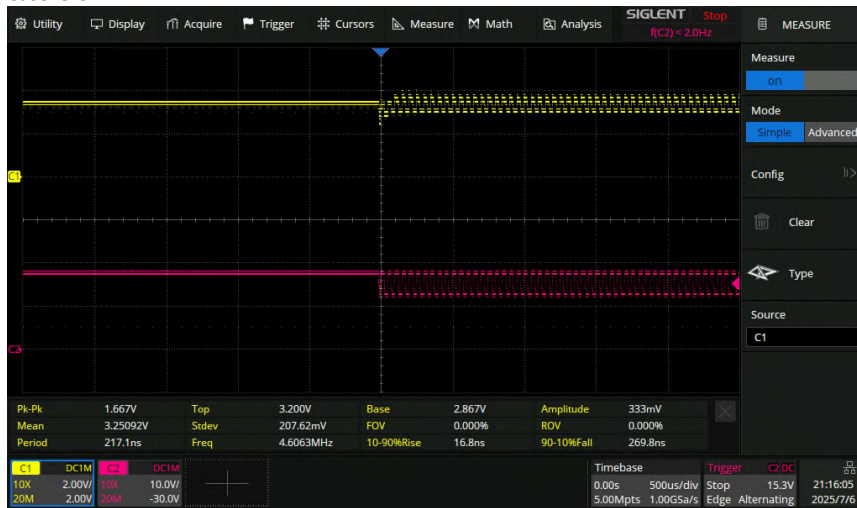 Utility Display Acquire Trigger Cursors Measure Math Analysis SIGLENT Stop MEASURE
f(C2) < 2.0Hz
Measure
on
Mode
Simple Advanced
C1
Config
Clear
Type
Source
C1
C2
Pk-Pk 1.667V Top 3.200V Base 2.867V Amplitude 333mV
Mean 3.25092V Stdev 207.62mV FOV 0.000% ROV 0.000%
Period 217.1ns Freq 4.6063MHz 10-90%Rise 16.8ns 90-10%Fall 269.8ns
C1 DC1M C2 DC1M Timebase Trigger C2 DC
10X 2.00V/ 10X 10.0V/ 0.00s 500us/div Stop 15.3V 21:16:05
20M 2.00V 20M -30.0V 5.00Mpts 1.00GSa/s Edge Alternating 2025/7/6